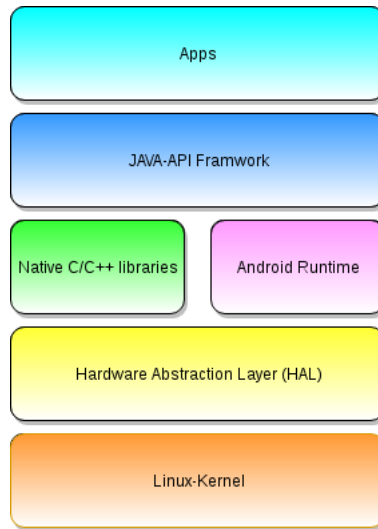 Apps
JAVA-API Framwork
Native C/C++ libraries
Android Runtime
Hardware Abstraction Layer (HAL)
Linux-Kernel